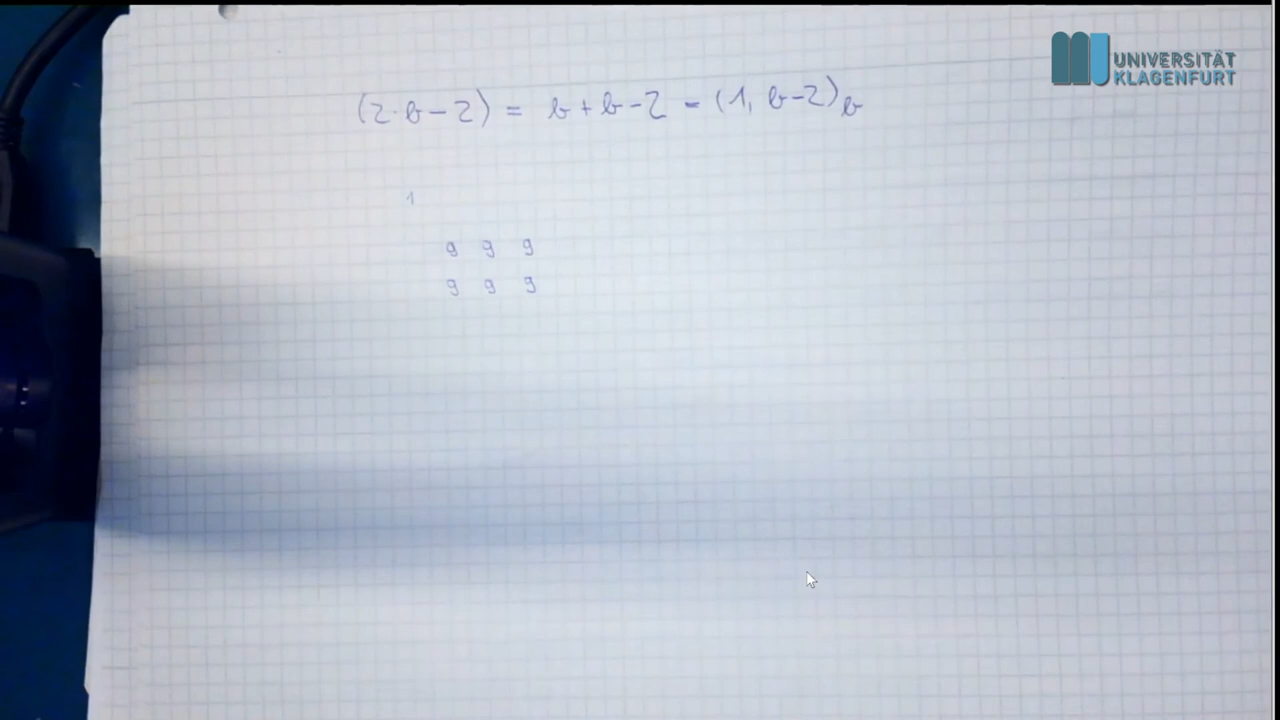 UNIVERSITÄT
KLAGENFURT
(2·b-2) = b+b-2 = (1, b-2)b
1
9 9 9
9 9 9